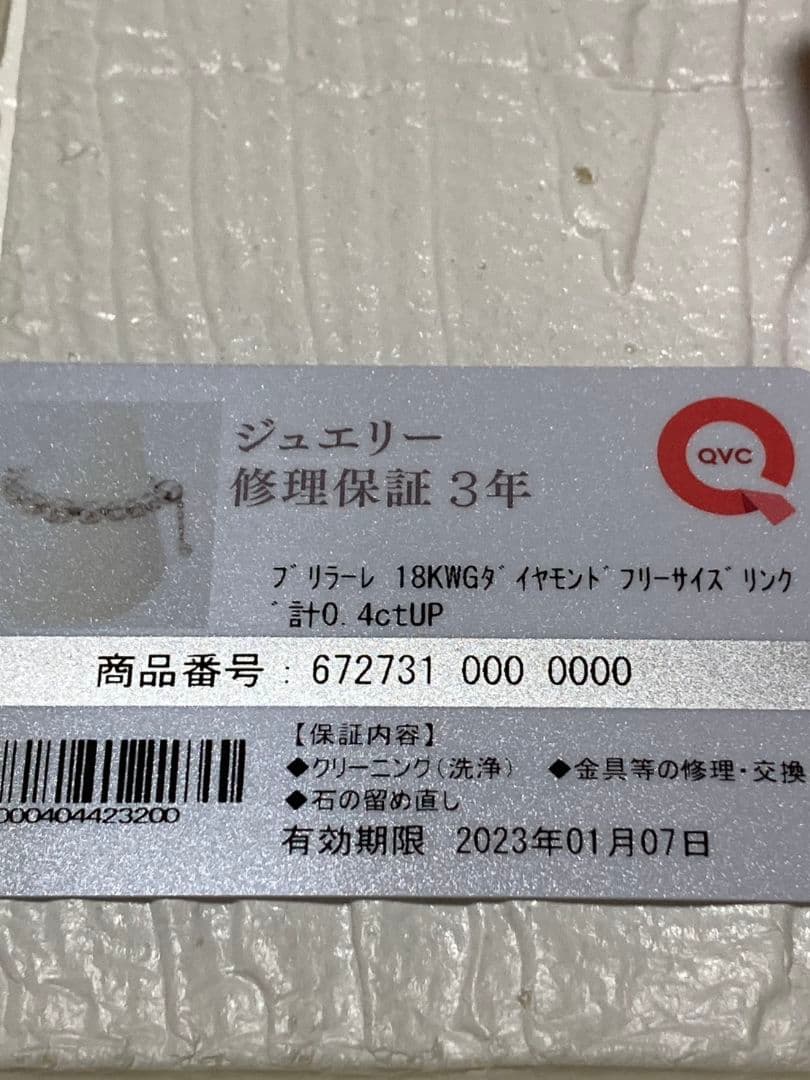 ジュエリー
修理保証 3年
QVC
ブリラーレ 18KWGダイヤモンドフリーサイズリンク
゛計0.4ctUP
商品番号 : 672731 000 0000
【保証内容】
◆クリーニング(洗浄) ◆金具等の修理・交換
◆石の留め直し
000404423200
有効期限 2023年01月07日